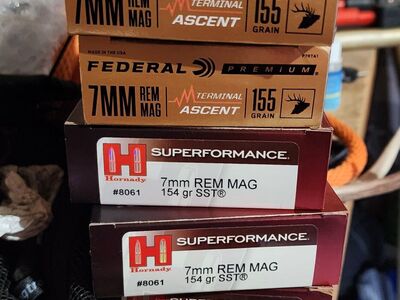 7MM REM MAG TERMINAL ASCENT 155 GRAIN
MADE IN THE USA
FEDERAL PREMIUM
7MM REM MAG TERMINAL ASCENT 155 GRAIN
H
Hornady
#8061
SUPERFORMANCE
7mm REM MAG
154 gr SST®
H
Hornady
#8061
SUPERFORMANCE
7mm REM MAG
154 gr SST®